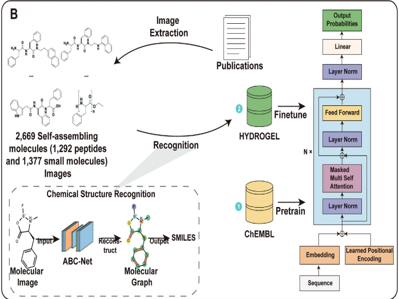 B
Image
Extraction
Publications
2,669 Self-assembling
molecules (1,292 peptides
and 1,377 small molecules)
Images
Recognition
2
HYDROGEL
Finetune
1
ChEMBL
Pretrain
Chemical Structure Recognition
Molecular
Image
Input
ABC-Net
Recons-
truct
Molecular
Graph
Output
SMILES
Output
Probabilities
Linear
Layer Norm
Feed Forward
Layer Norm
N ×
Masked
Multi Self
Attention
Layer Norm
Embedding
Learned Positional
Encoding
Sequence